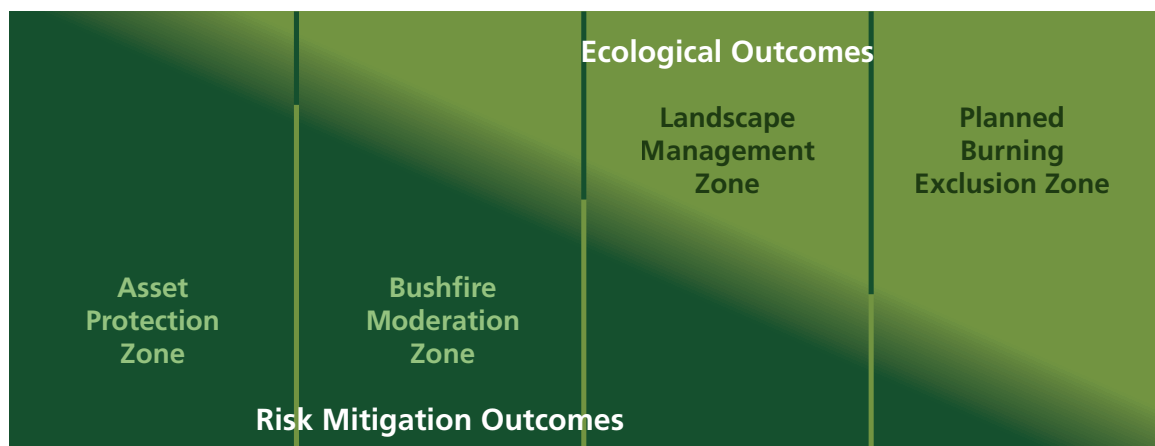 Ecological Outcomes
Landscape
Management
Zone
Planned
Burning
Exclusion Zone
Asset
Protection
Zone
Bushfire
Moderation
Zone
Risk Mitigation Outcomes